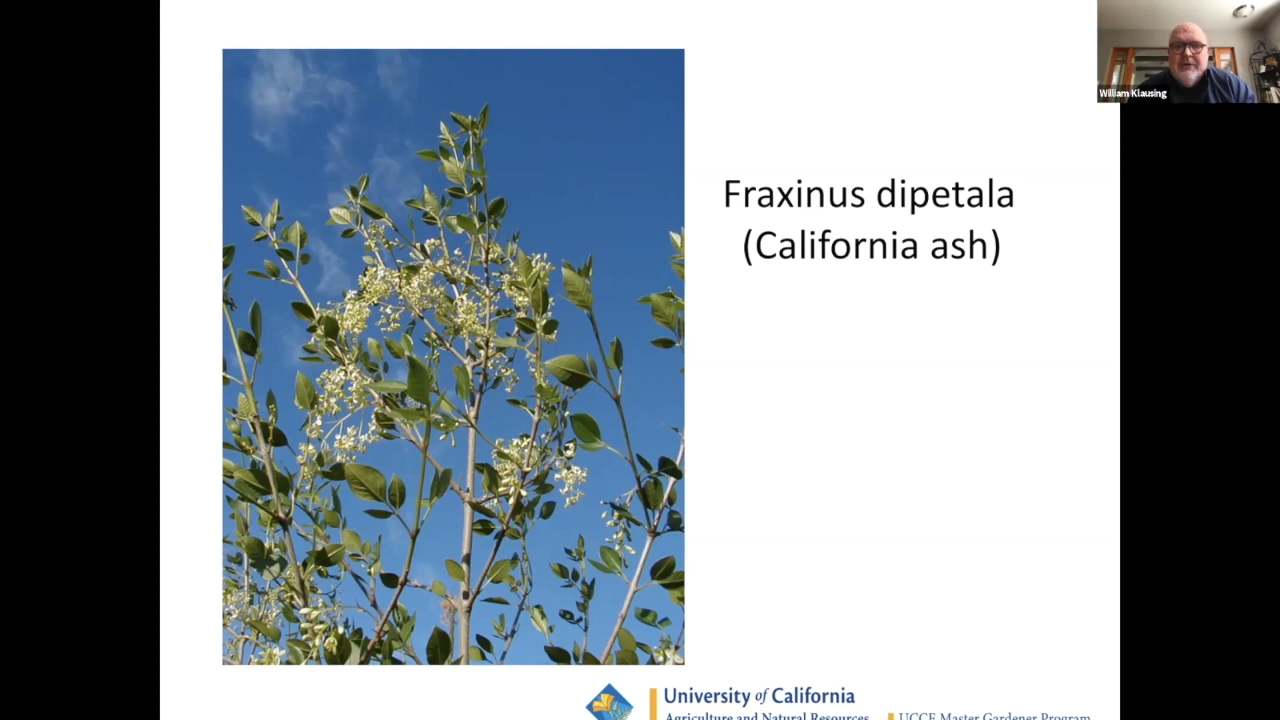 William Klausing
Fraxinus dipetala
(California ash)
University of California
Agriculture and Natural Resources
UCCE Master Gardener Program